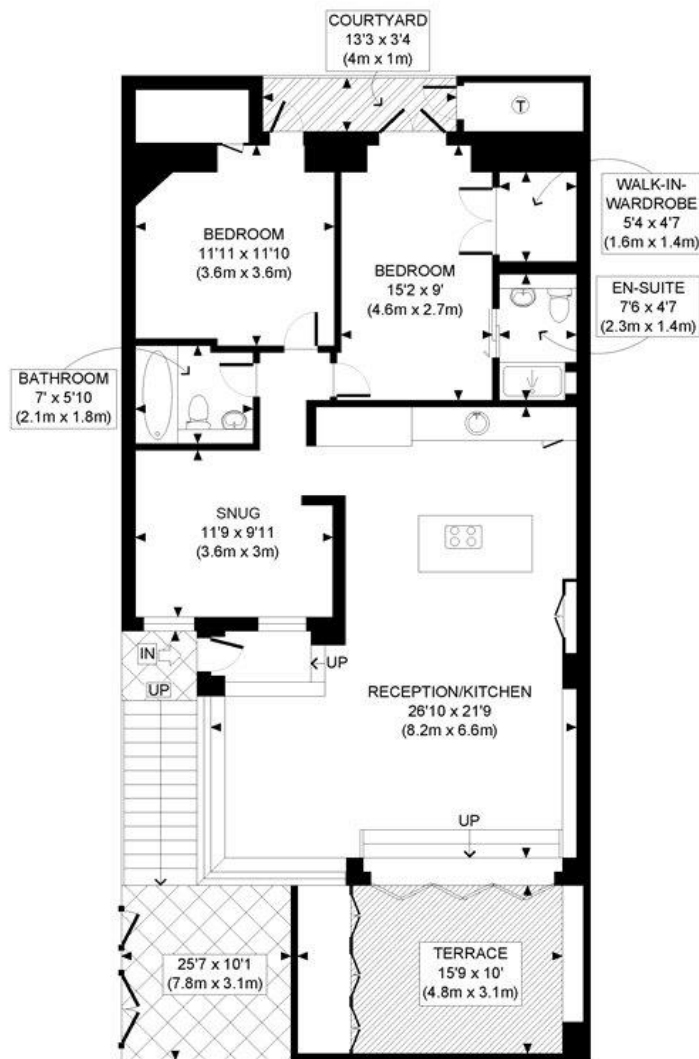 COURTYARD
13'3 x 3'4
(4m x 1m)
T
WALK-IN-
WARDROBE
5'4 x 4'7
(1.6m x 1.4m)
BEDROOM
11'11 x 11'10
(3.6m x 3.6m)
BEDROOM
15'2 x 9'
(4.6m x 2.7m)
EN-SUITE
7'6 x 4'7
(2.3m x 1.4m)
BATHROOM
7' x 5'10
(2.1m x 1.8m)
SNUG
11'9 x 9'11
(3.6m x 3m)
IN
UP
UP
RECEPTION/KITCHEN
26'10 x 21'9
(8.2m x 6.6m)
UP
25'7 x 10'1
(7.8m x 3.1m)
TERRACE
15'9 x 10'
(4.8m x 3.1m)